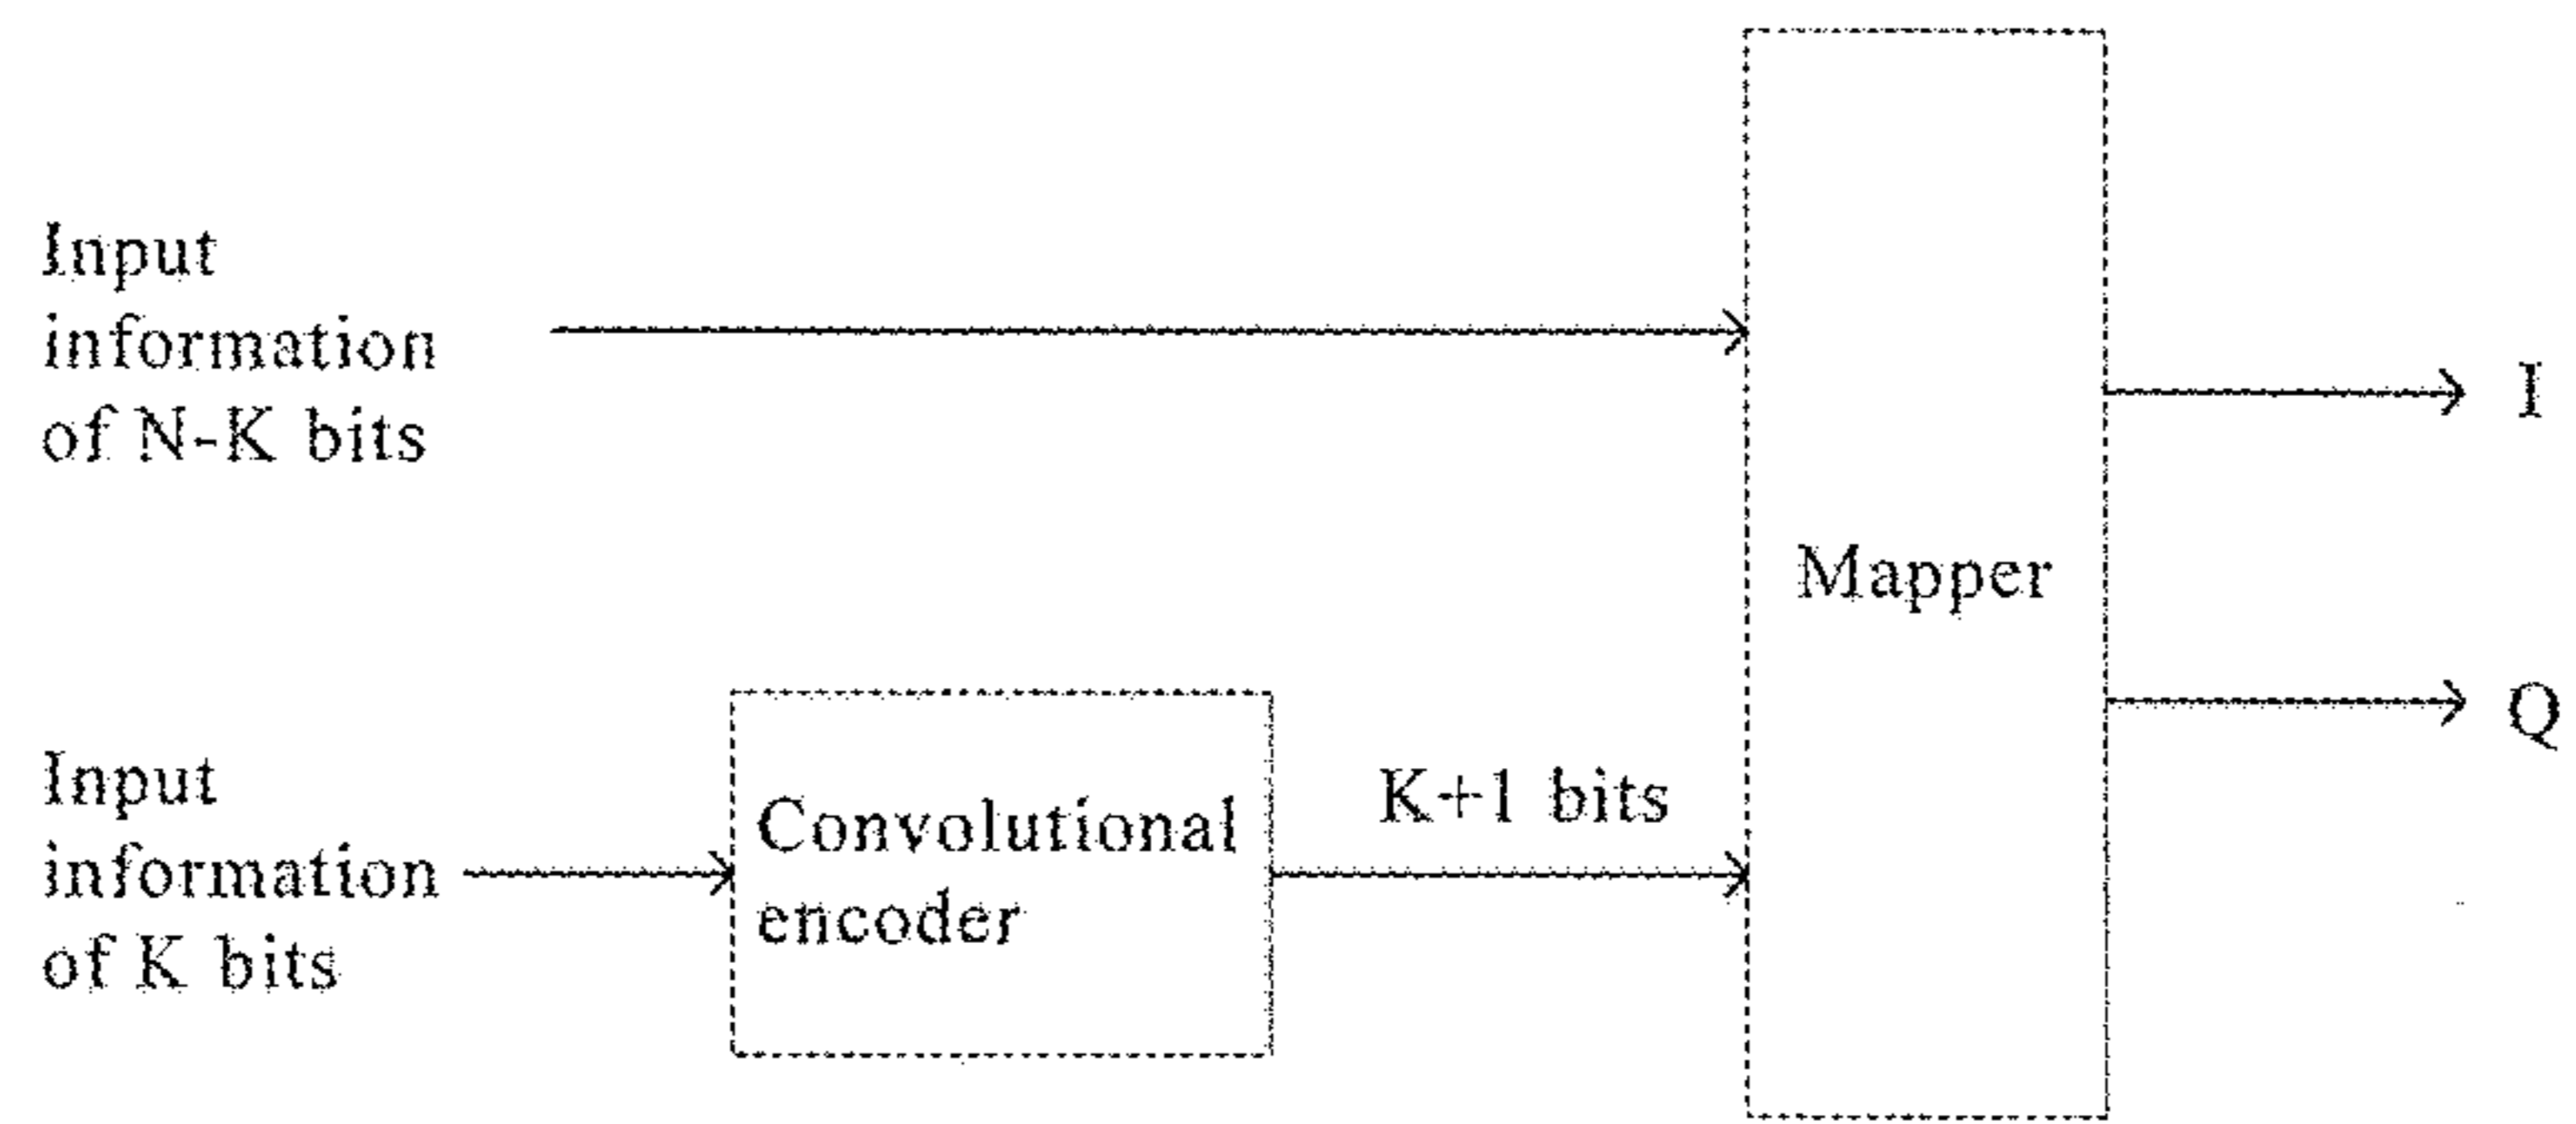 Input
information
of N-K bits
I
Mapper
Q
Input
information
of K bits
Convolutional
encoder
K+1 bits